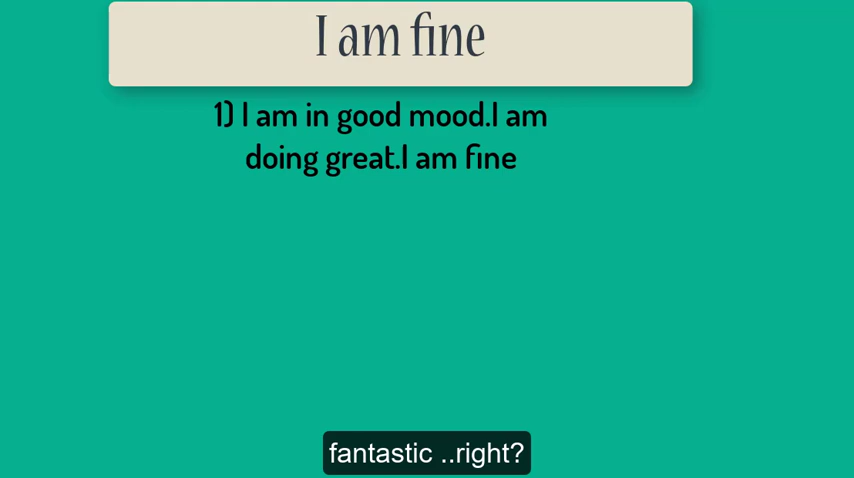 I am fine
1) I am in good mood.I am
doing great.I am fine
fantastic ..right?